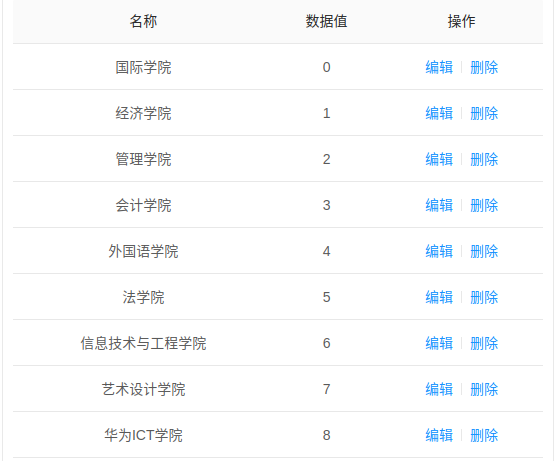 名称 数据值 操作
国际学院 0 编辑 删除
经济学院 1 编辑 删除
管理学院 2 编辑 删除
会计学院 3 编辑 删除
外国语学院 4 编辑 删除
法学院 5 编辑 删除
信息技术与工程学院 6 编辑 删除
艺术设计学院 7 编辑 删除
华为ICT学院 8 编辑 删除